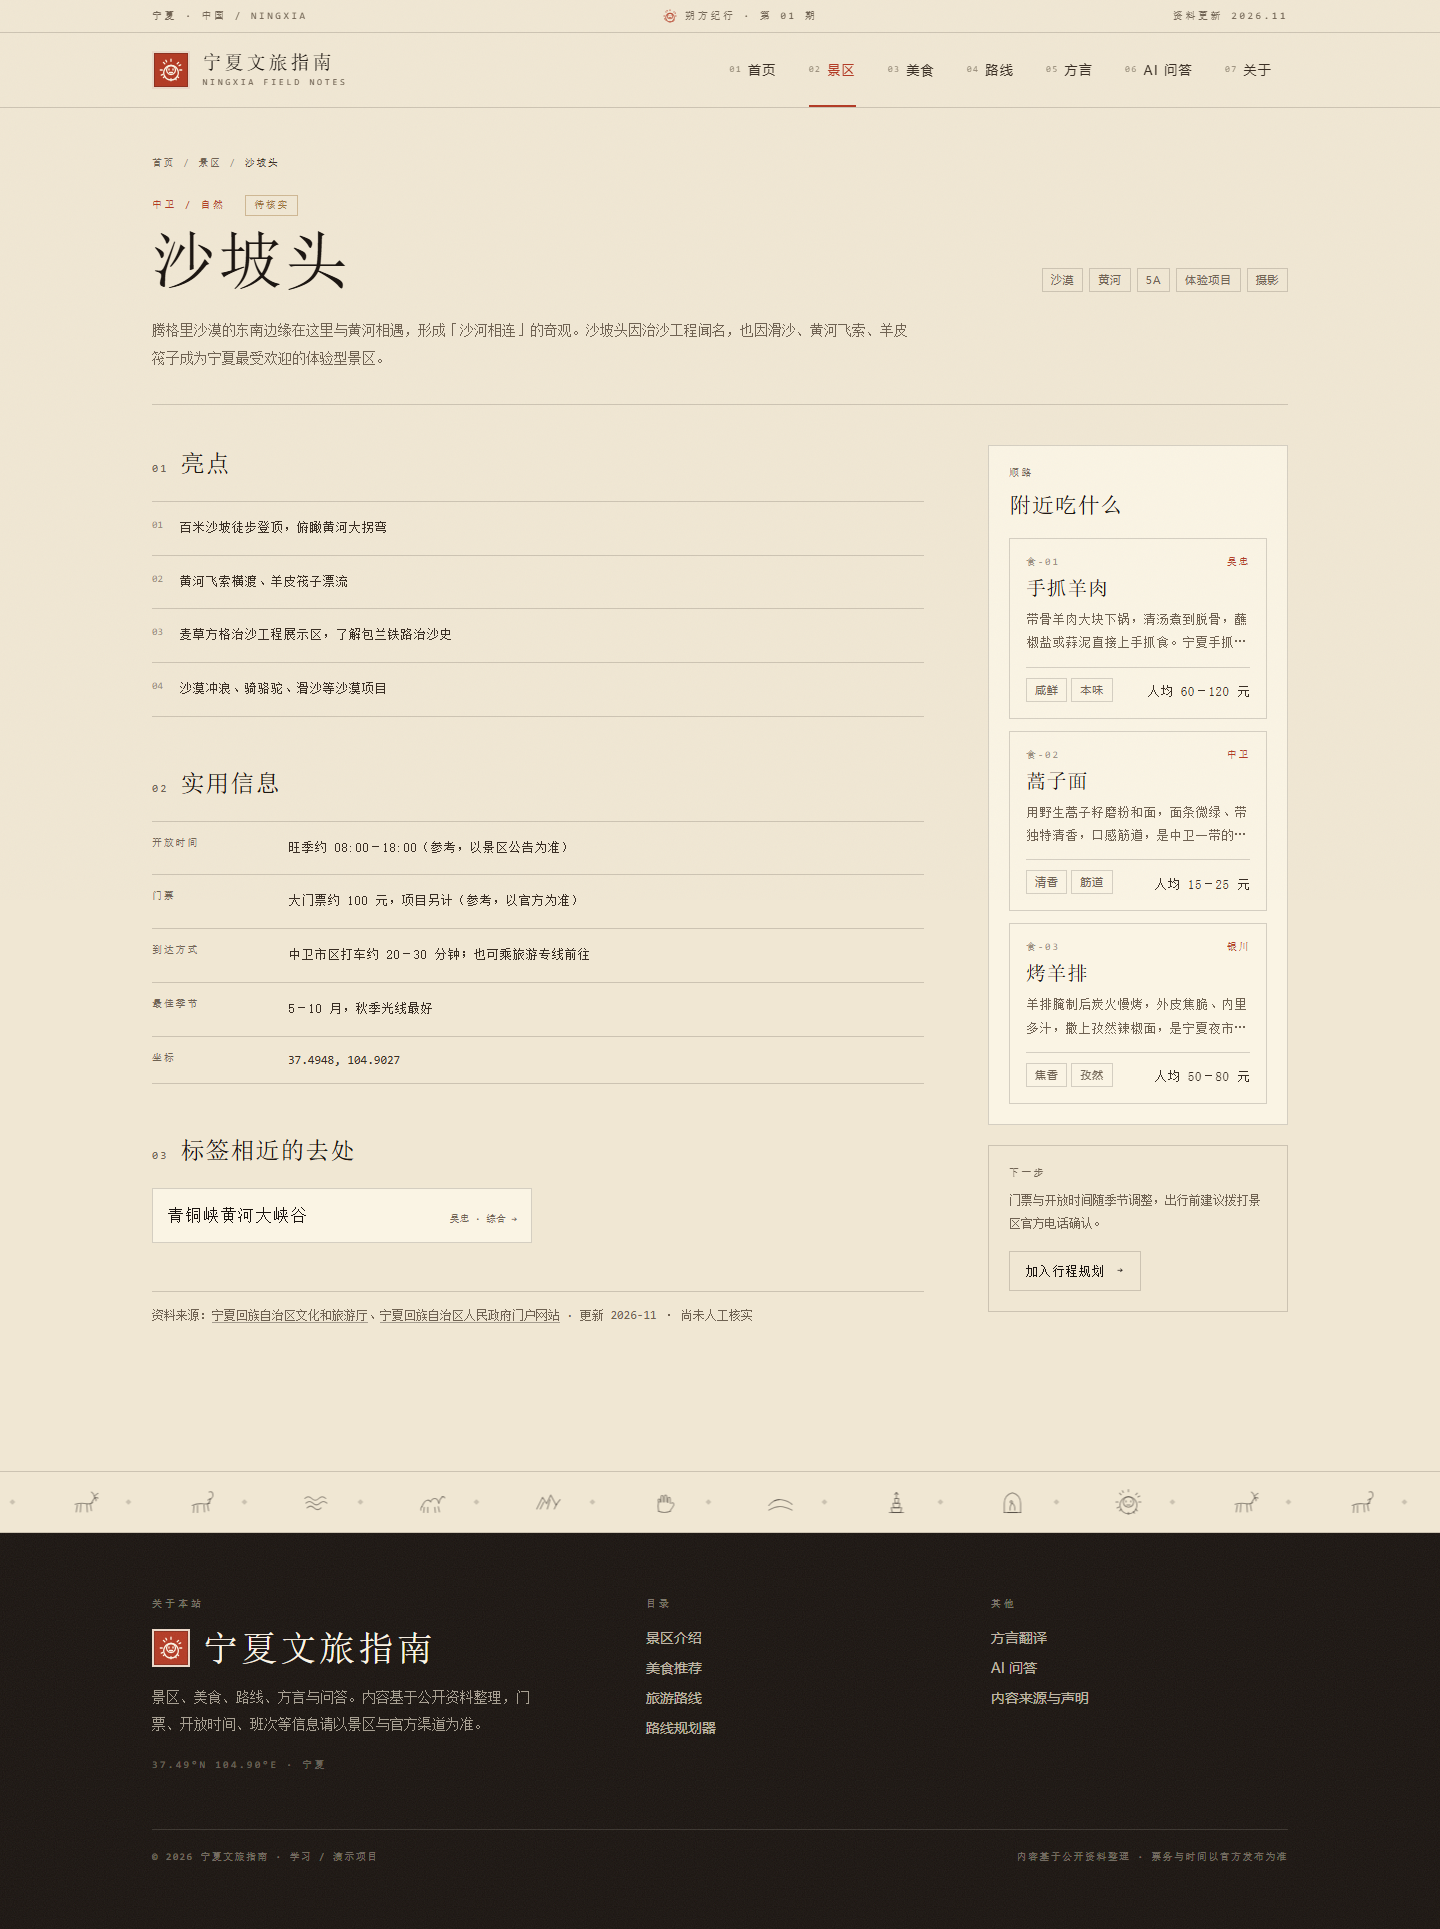 宁夏 · 中国 / NINGXIA
朔方纪行 · 第 01 期
资料更新 2026.11
宁夏文旅指南
NINGXIA FIELD NOTES
01 首页
02 景区
03 美食
04 路线
05 方言
06 AI 问答
07 关于
首页 / 景区 / 沙坡头
中卫 / 自然
待核实
沙坡头
沙漠
黄河
5A
体验项目
摄影
腾格里沙漠的东南边缘在这里与黄河相遇，形成「沙河相连」的奇观。沙坡头因治沙工程闻名，也因滑沙、黄河飞索、羊皮
筏子成为宁夏最受欢迎的体验型景区。
01 亮点
01 百米沙坡徒步登顶，俯瞰黄河大拐弯
02 黄河飞索横渡、羊皮筏子漂流
03 麦草方格治沙工程展示区，了解包兰铁路治沙史
04 沙漠冲浪、骑骆驼、滑沙等沙漠项目
02 实用信息
开放时间
旺季约 08:00–18:00（参考，以景区公告为准）
门票
大门票约 100 元，项目另计（参考，以官方为准）
到达方式
中卫市区打车约 20–30 分钟；也可乘旅游专线前往
最佳季节
5–10 月，秋季光线最好
坐标
37.4948, 104.9027
03 标签相近的去处
青铜峡黄河大峡谷
吴忠 · 综合 →
资料来源：宁夏回族自治区文化和旅游厅、宁夏回族自治区人民政府门户网站 · 更新 2026-11 · 尚未人工核实
顺路
附近吃什么
食-01
吴忠
手抓羊肉
带骨羊肉大块下锅，清汤煮到脱骨，蘸
椒盐或蒜泥直接上手抓食。宁夏手抓…
咸鲜
本味
人均 60–120 元
食-02
中卫
蒿子面
用野生蒿子籽磨粉和面，面条微绿、带
独特清香，口感筋道，是中卫一带的…
清香
筋道
人均 15–25 元
食-03
银川
烤羊排
羊排腌制后炭火慢烤，外皮焦脆、内里
多汁，撒上孜然辣椒面，是宁夏夜市…
焦香
孜然
人均 50–80 元
下一步
门票与开放时间随季节调整，出行前建议拨打景
区官方电话确认。
加入行程规划 →
关于本站
宁夏文旅指南
景区、美食、路线、方言与问答。内容基于公开资料整理，门
票、开放时间、班次等信息请以景区与官方渠道为准。
37.49°N 104.90°E · 宁夏
目录
景区介绍
美食推荐
旅游路线
路线规划器
其他
方言翻译
AI 问答
内容来源与声明
© 2026 宁夏文旅指南 · 学习 / 演示项目
内容基于公开资料整理 · 票务与时间以官方发布为准